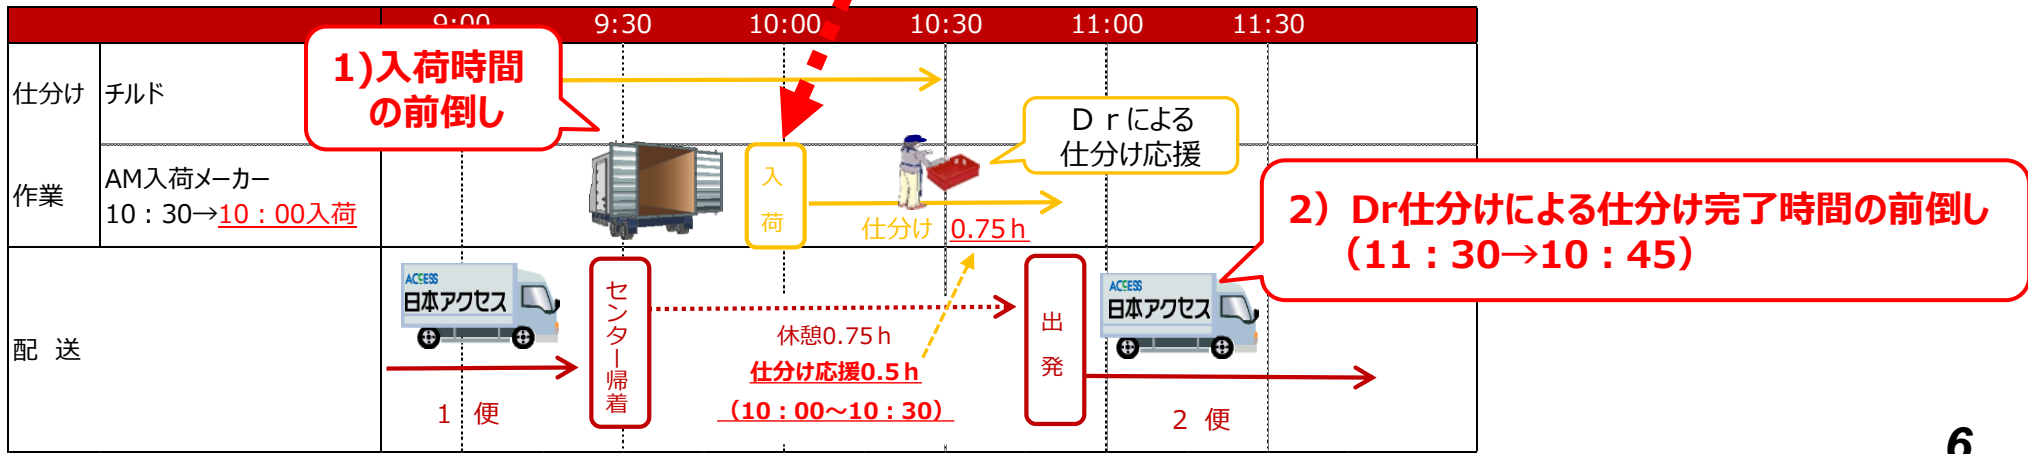 9:00 9:30 10:00 10:30 11:00 11:30
1)入荷時間
の前倒し
仕分け チルド
Ｄｒによる
仕分け応援
作業
AM入荷メーカー
10：30→10：00入荷
入荷
仕分け 0.75ｈ
2）Dr仕分けによる仕分け完了時間の前倒し
（11：30→10：45）
配 送
ACCESS
日本アクセス
1 便
センター帰着
休憩0.75ｈ
仕分け応援0.5ｈ
（10：00～10：30）
出発
ACCESS
日本アクセス
2 便
6